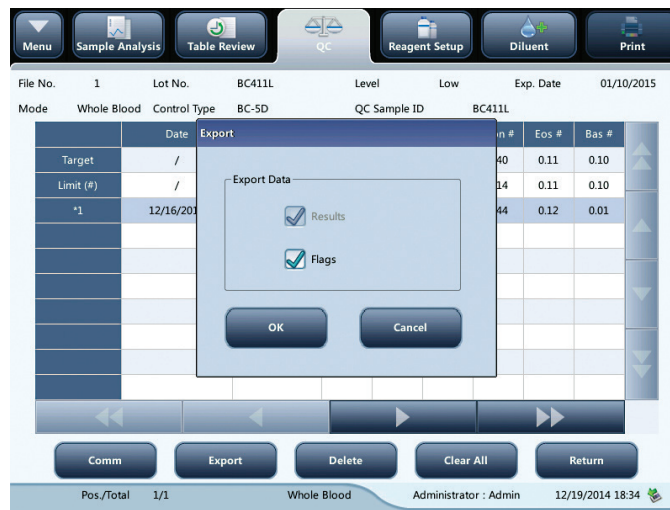 Menu Sample Analysis Table Review QC Reagent Setup Diluent Print
File No. 1 Lot No. BC411L Level Low Exp. Date 01/10/2015
Mode Whole Blood Control Type BC-5D QC Sample ID BC411L
Date Export n # Eos # Bas #
Target / 40 0.11 0.10
Export Data
Limit (#) / 14 0.11 0.10
*1 12/16/201 44 0.12 0.01
Results
Flags
OK Cancel
Comm Export Delete Clear All Return
Pos./Total 1/1 Whole Blood Administrator : Admin 12/19/2014 18:34